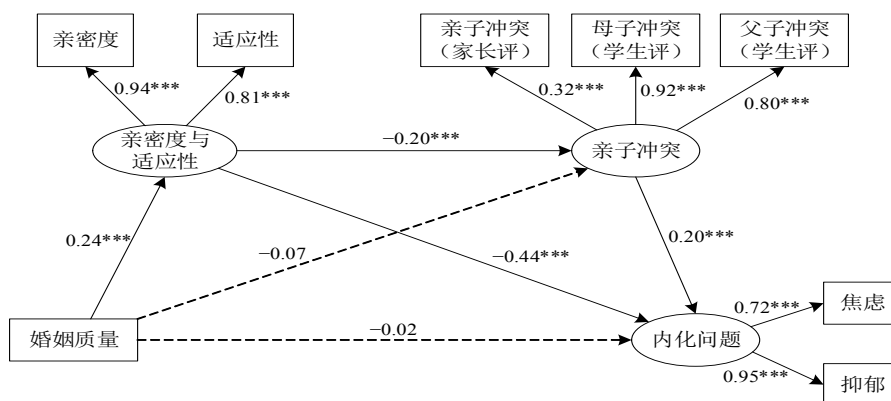 亲密度
适应性
亲子冲突
（家长评）
母子冲突
（学生评）
父子冲突
（学生评）
0.94***
0.81***
0.32***
0.92***
0.80***
亲密度与
适应性
−0.20***
亲子冲突
0.24***
−0.07
−0.44***
0.20***
婚姻质量
−0.02
内化问题
0.72***
焦虑
0.95***
抑郁